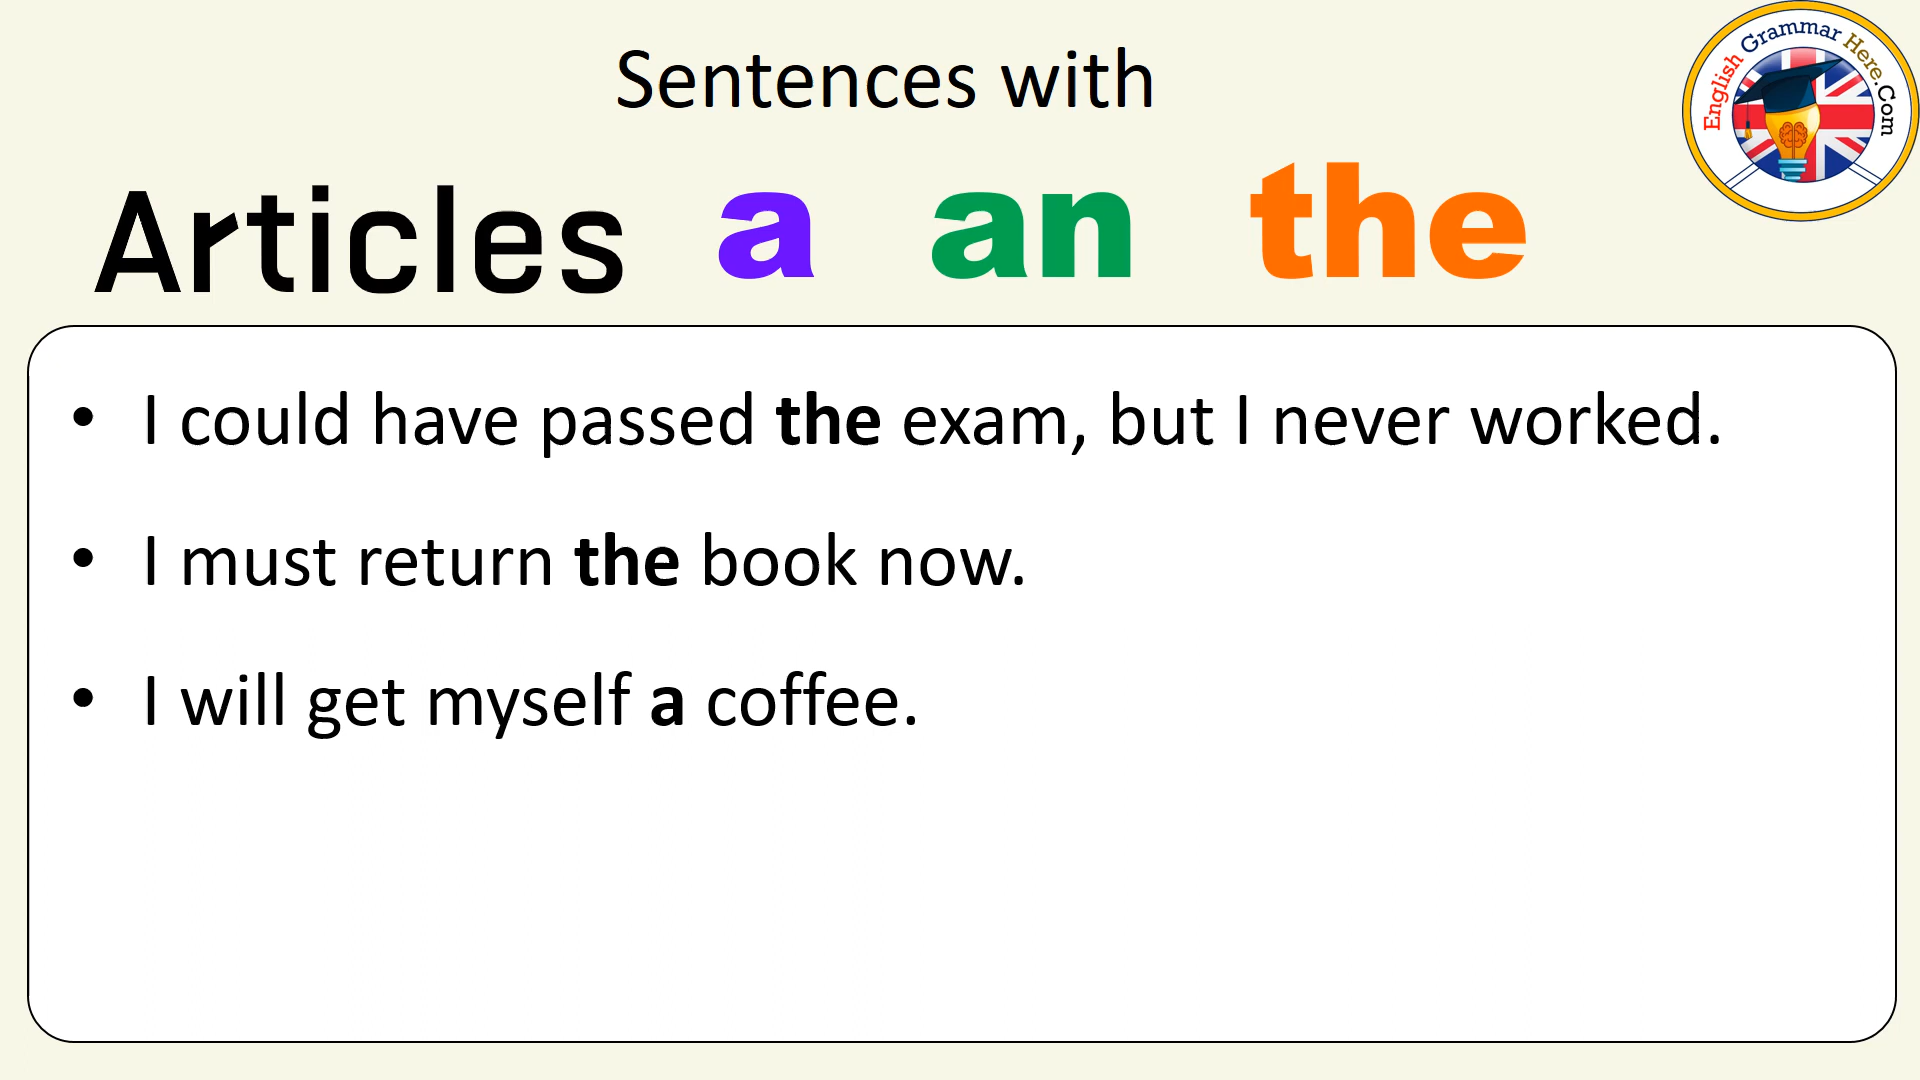 Sentences with
English Grammar Here.Com
Articles a an the
• I could have passed the exam, but I never worked.
• I must return the book now.
• I will get myself a coffee.